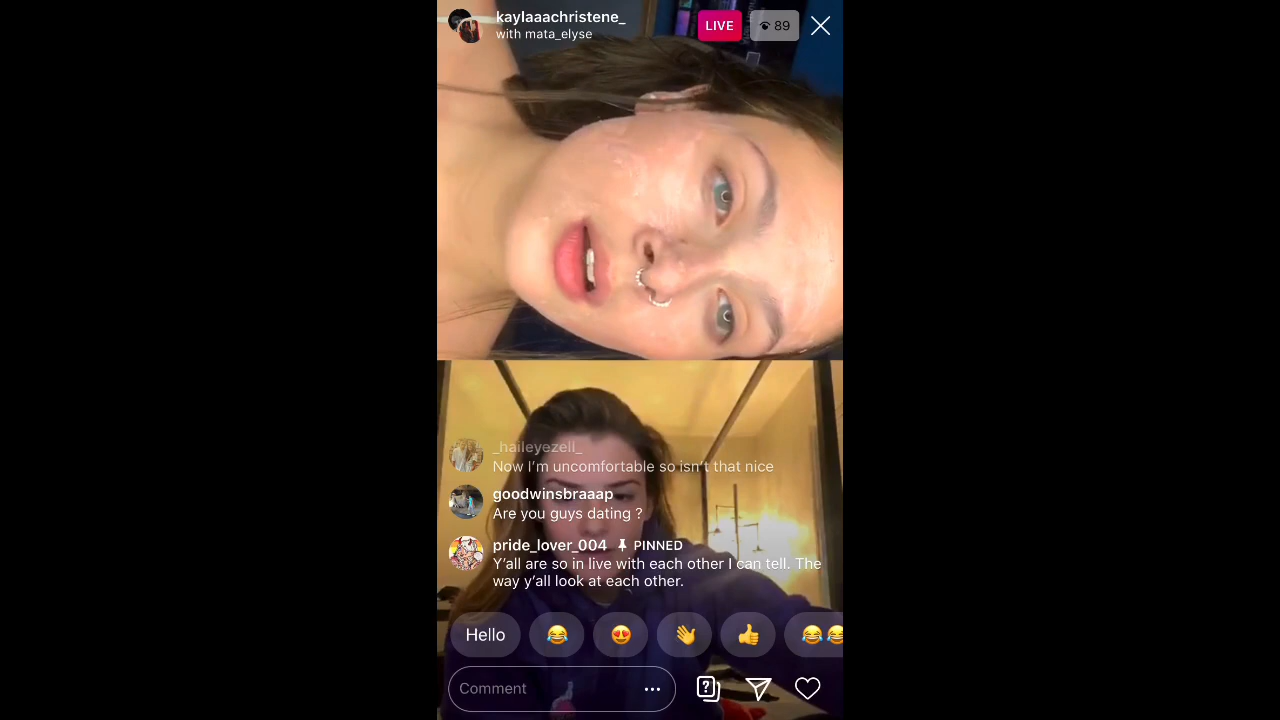 kaylaaachristene_
with mata_elyse
LIVE
89
_haileyezell_
Now I'm uncomfortable so isn't that nice
goodwinsbraaap
Are you guys dating ?
pride_lover_004 PINNED
Y'all are so in live with each other I can tell. The
way y'all look at each other.
Hello
Comment